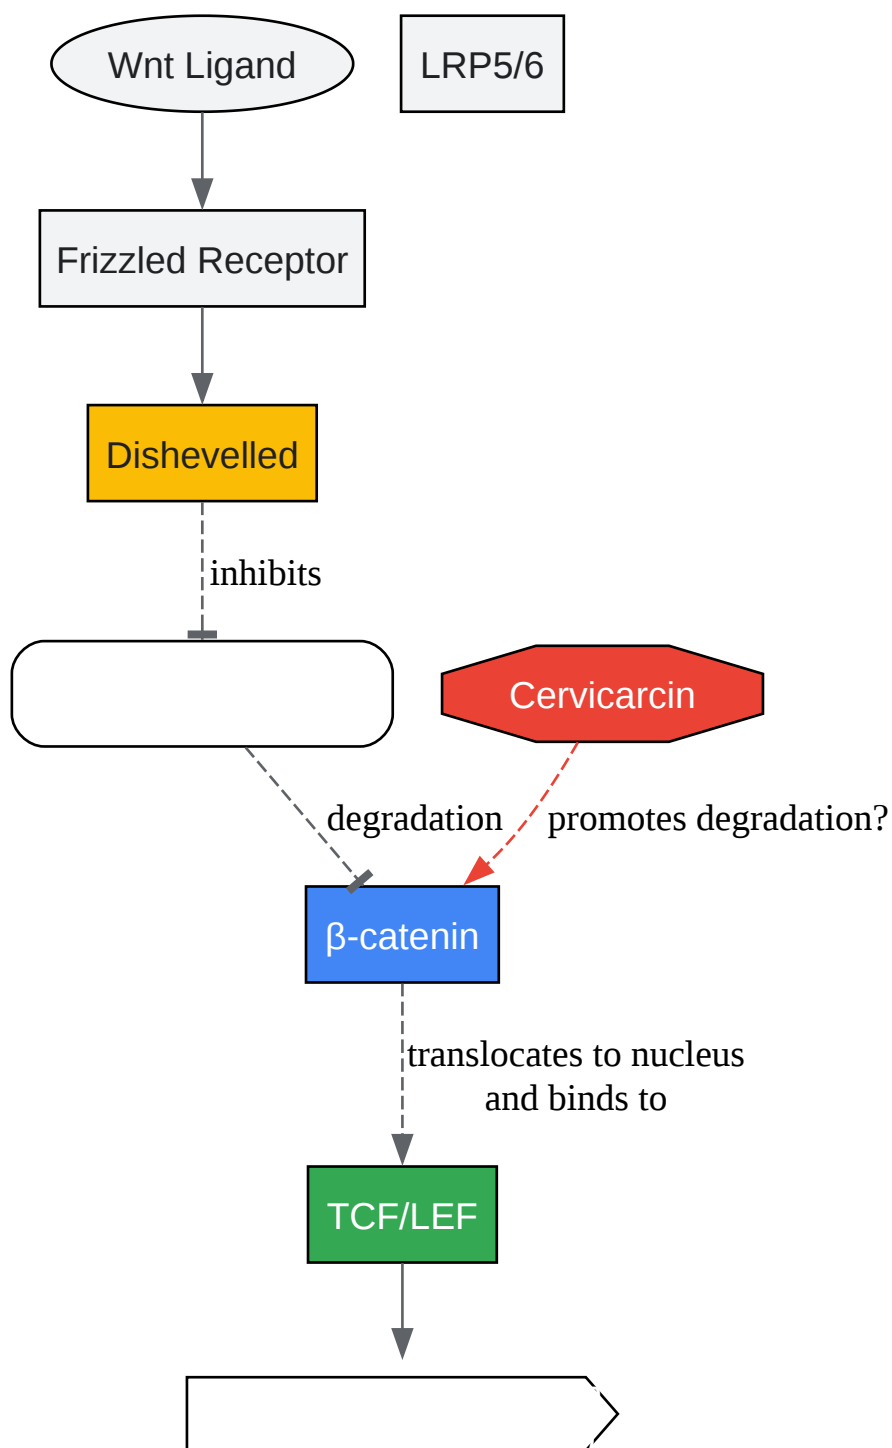 Wnt Ligand
LRP5/6
Frizzled Receptor
Dishevelled
inhibits
Cervicarcin
degradation
promotes degradation?
β-catenin
translocates to nucleus
and binds to
TCF/LEF